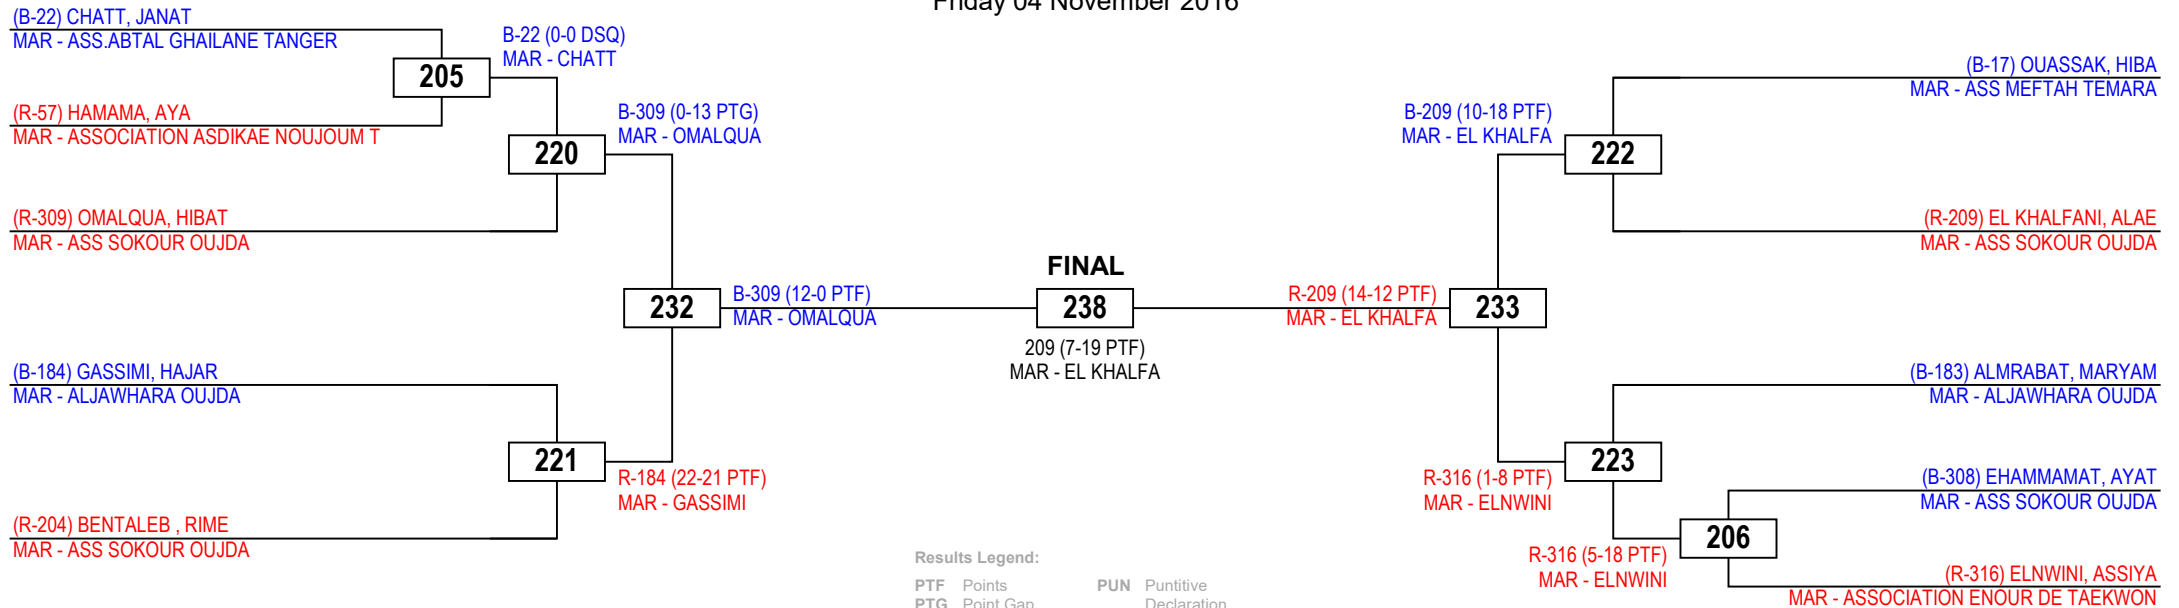 Friday 04 November 2016
(B-22) CHATT, JANAT
MAR - ASS.ABTAL GHAILANE TANGER
205
B-22 (0-0 DSQ)
MAR - CHATT
(R-57) HAMAMA, AYA
MAR - ASSOCIATION ASDIKAE NOUJOUM T
220
B-309 (0-13 PTG)
MAR - OMALQUA
(R-309) OMALQUA, HIBAT
MAR - ASS SOKOUR OUJDA
232
B-309 (12-0 PTF)
MAR - OMALQUA
(B-184) GASSIMI, HAJAR
MAR - ALJAWHARA OUJDA
221
R-184 (22-21 PTF)
MAR - GASSIMI
(R-204) BENTALEB , RIME
MAR - ASS SOKOUR OUJDA
FINAL
238
209 (7-19 PTF)
MAR - EL KHALFA
(B-17) OUASSAK, HIBA
MAR - ASS MEFTAH TEMARA
B-209 (10-18 PTF)
MAR - EL KHALFA
222
(R-209) EL KHALFANI, ALAE
MAR - ASS SOKOUR OUJDA
R-209 (14-12 PTF)
MAR - EL KHALFA
233
(B-183) ALMRABAT, MARYAM
MAR - ALJAWHARA OUJDA
223
R-316 (1-8 PTF)
MAR - ELNWINI
(B-308) EHAMMAMAT, AYAT
MAR - ASS SOKOUR OUJDA
206
R-316 (5-18 PTF)
MAR - ELNWINI
(R-316) ELNWINI, ASSIYA
MAR - ASSOCIATION ENOUR DE TAEKWON
Results Legend:
PTF Points PUN Puntitive
PTG Point Gap Declaration